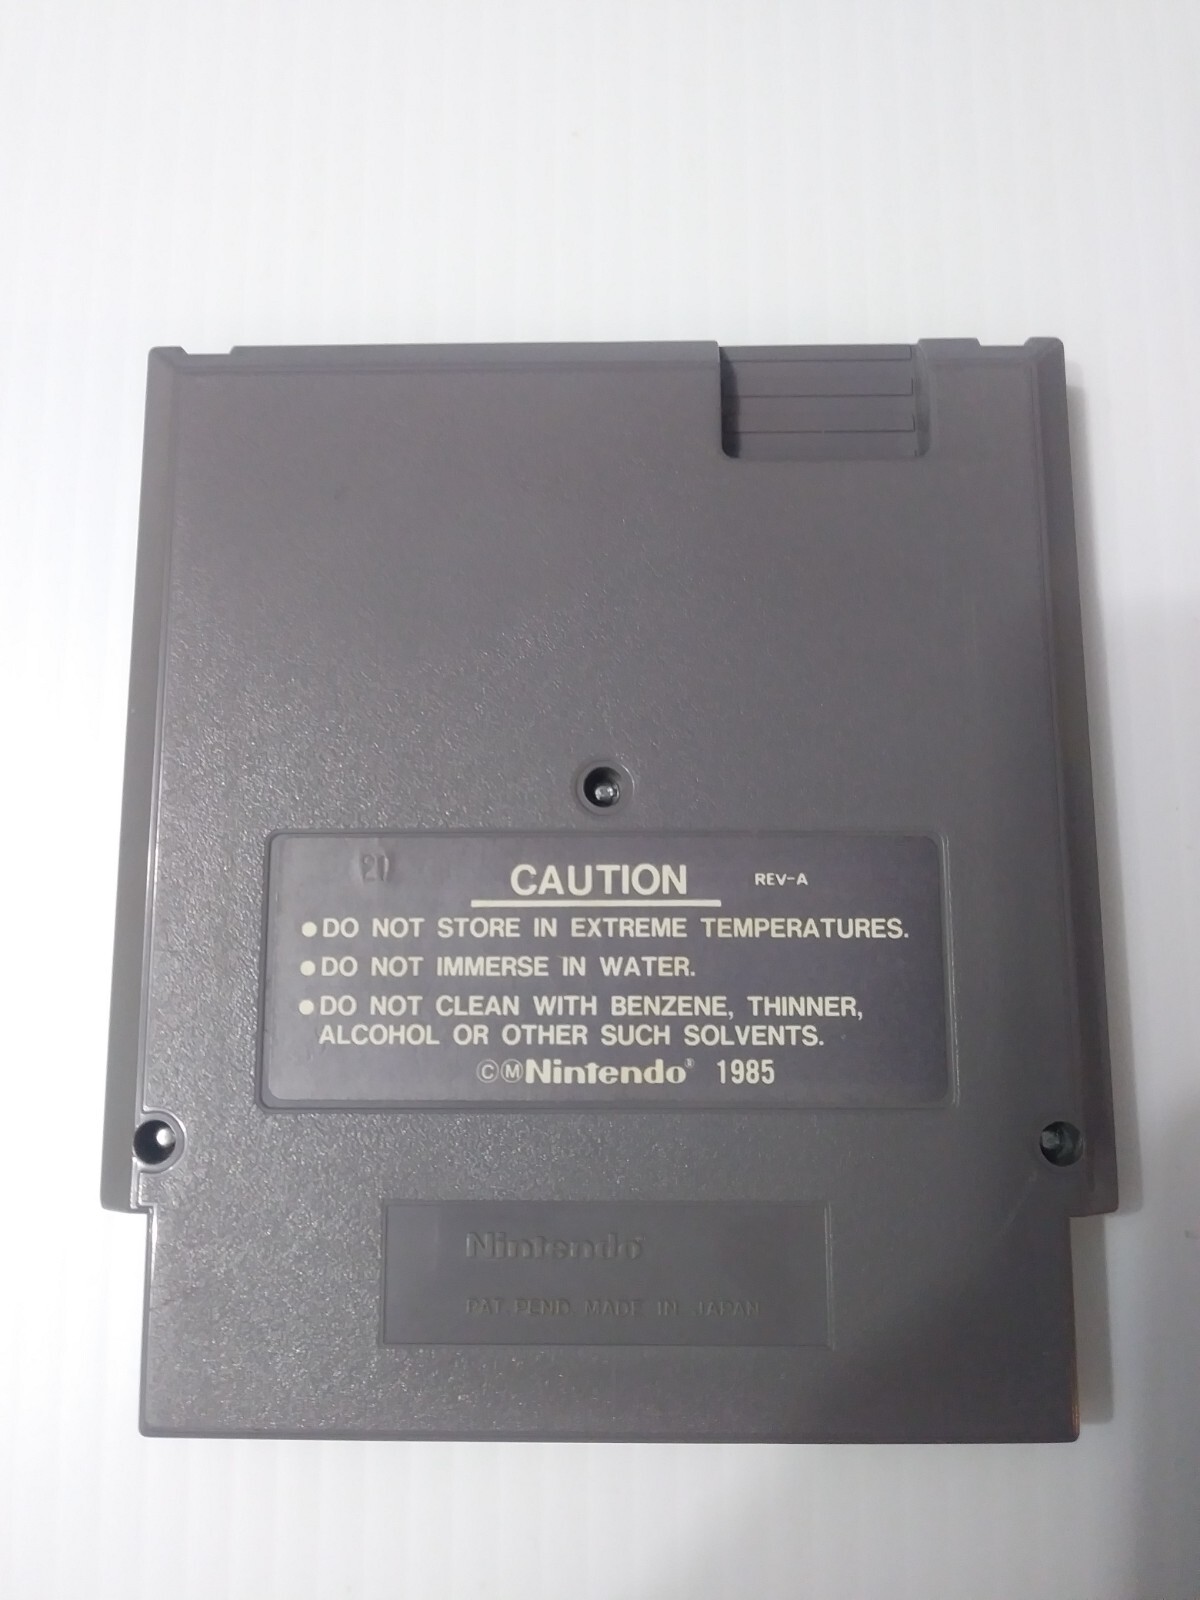 21
CAUTION REV-A
●DO NOT STORE IN EXTREME TEMPERATURES.
●DO NOT IMMERSE IN WATER.
●DO NOT CLEAN WITH BENZENE, THINNER,
ALCOHOL OR OTHER SUCH SOLVENTS.
©ⓂNintendo® 1985
Nintendo
PAT. PEND. MADE IN JAPAN